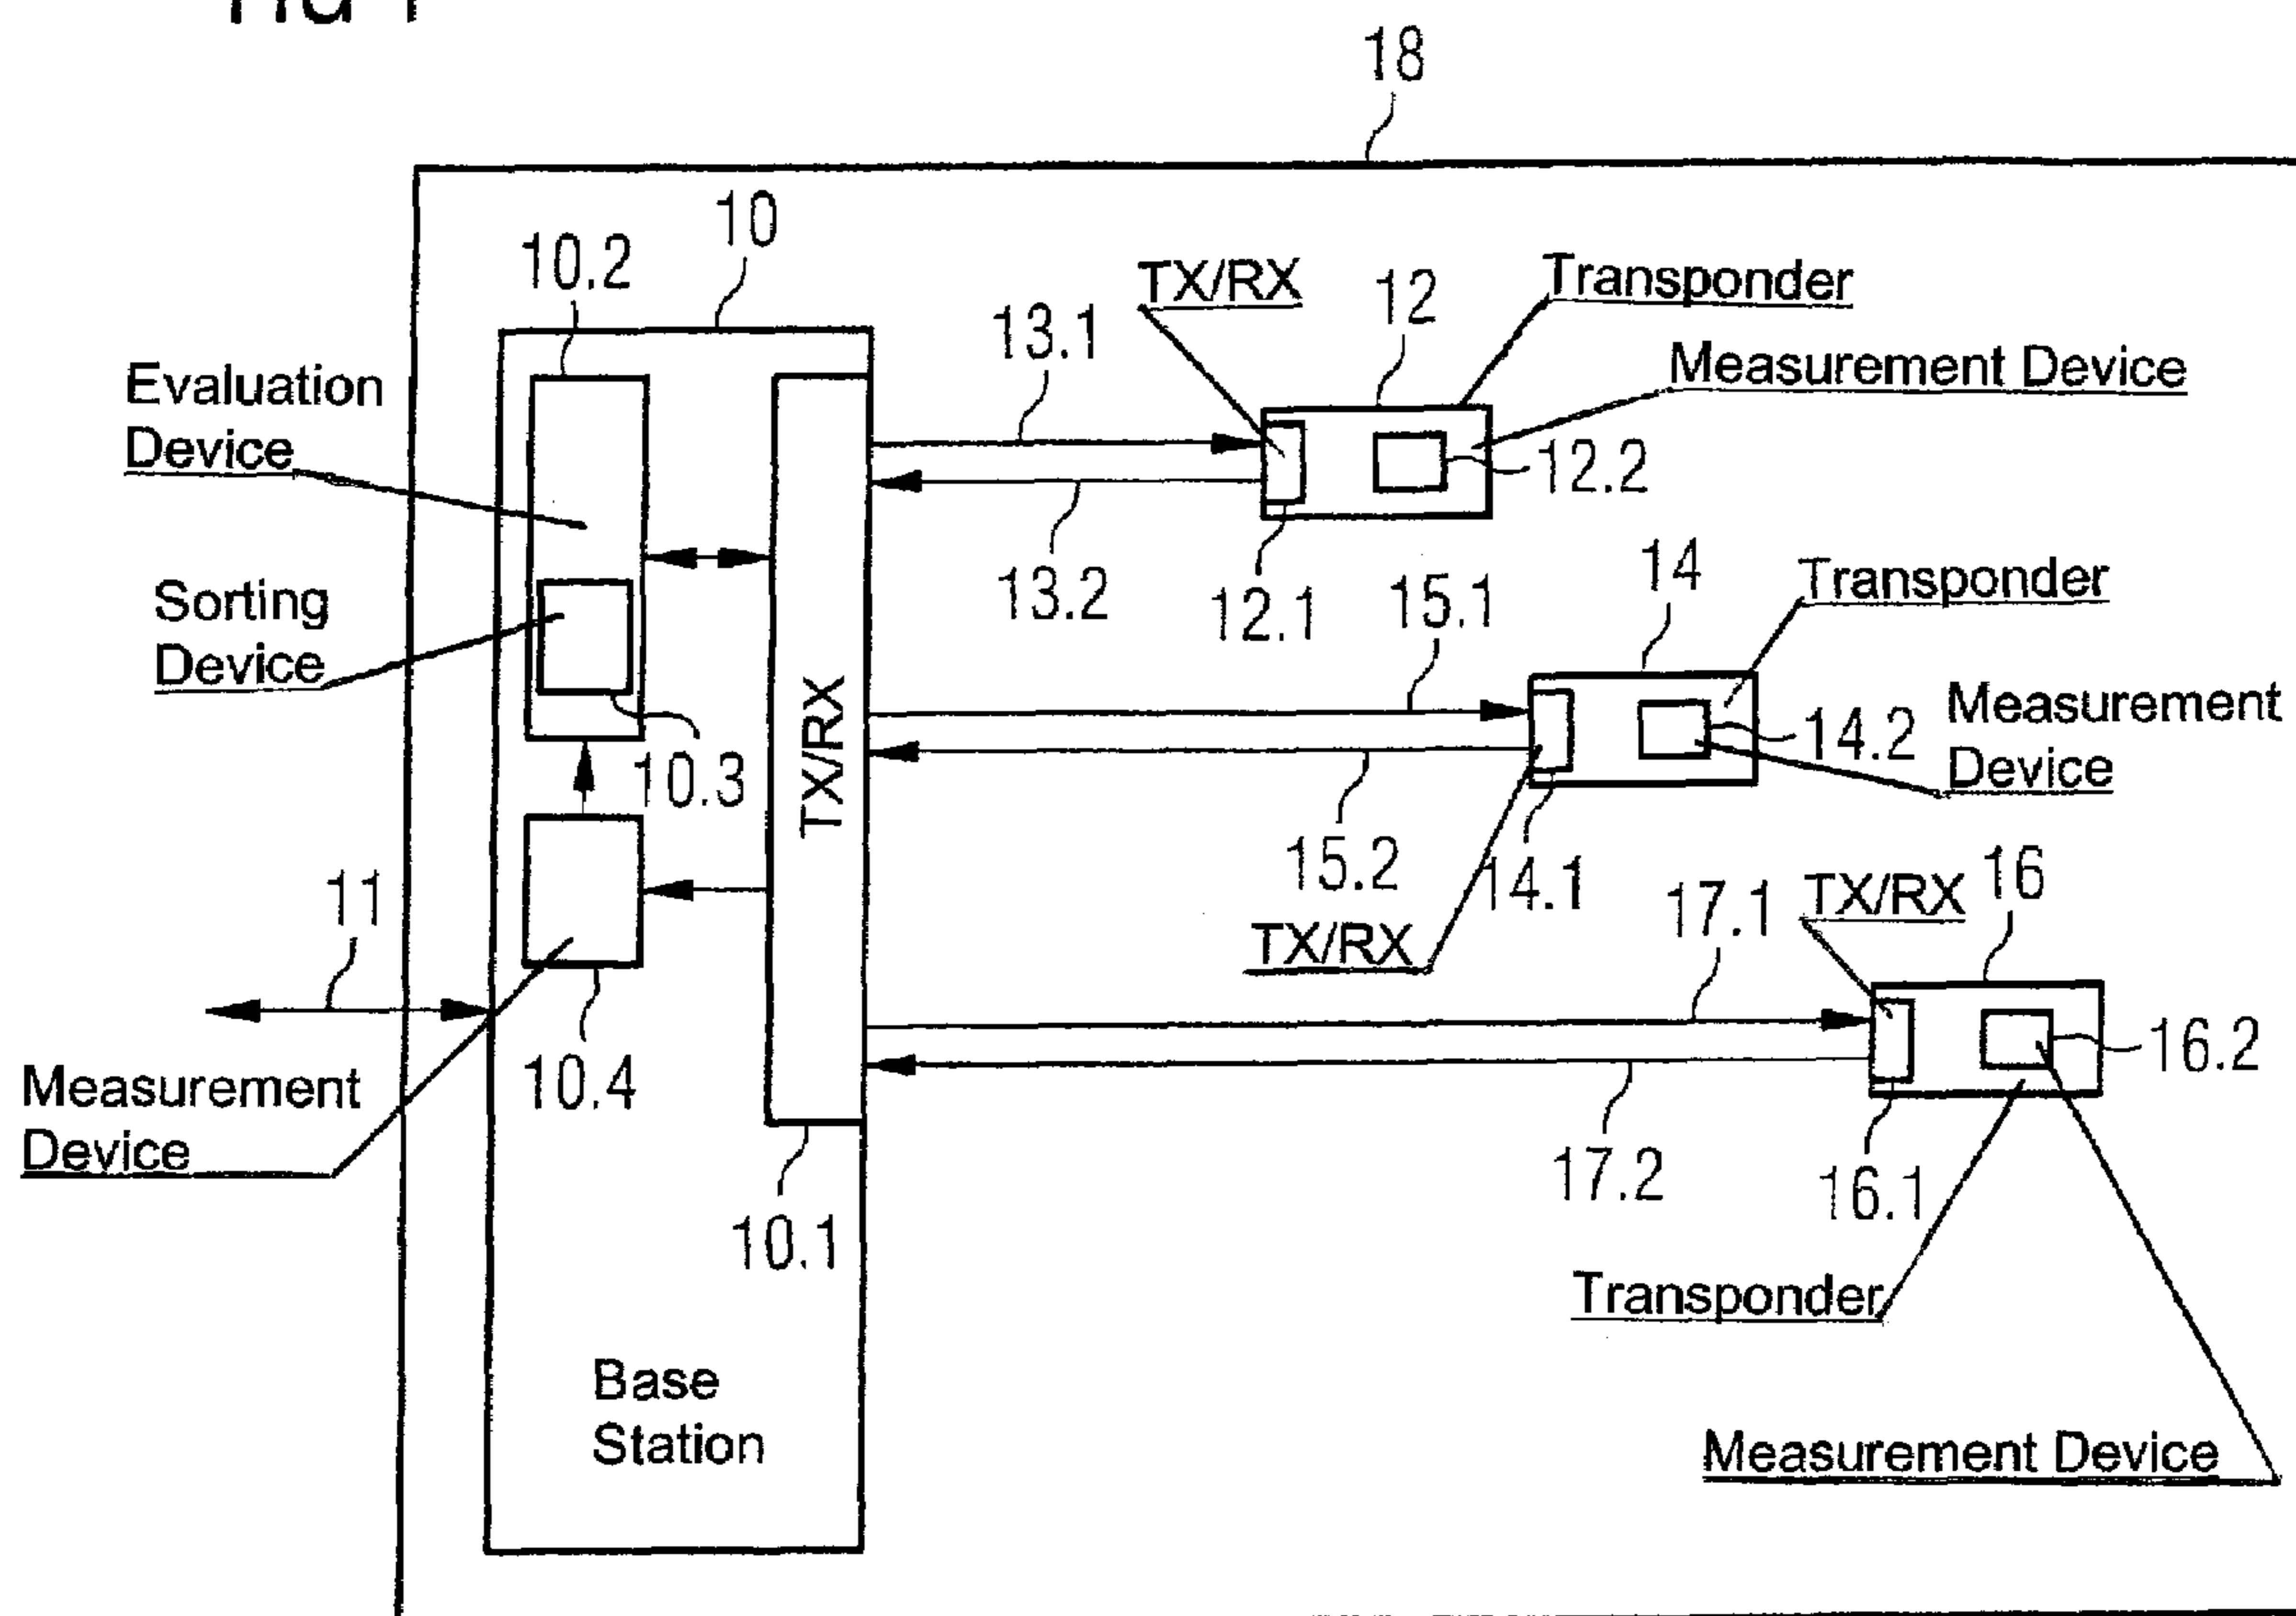 18
10
10.2
TX/RX
12
Transponder
13.1
Measurement Device
Evaluation
Device
12.2
13.2
12.1
14
Transponder
15.1
Sorting
Device
TX/RX
Measurement
Device
14.2
10.3
15.2
14.1
11
TX/RX
17.1
TX/RX
16
16.2
Measurement
Device
10.4
17.2
16.1
10.1
Transponder
Base
Station
Measurement Device